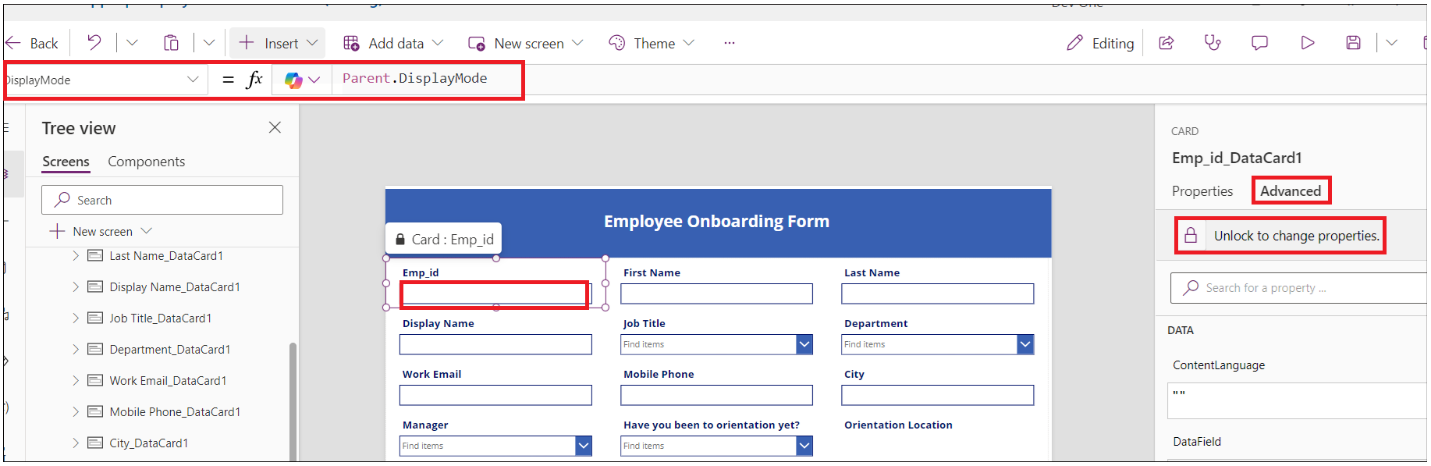 Back
Insert
Add data
New screen
Theme
...
Editing
DisplayMode
= fx
Parent.DisplayMode
Tree view
Screens Components
Search
New screen
Last Name_DataCard1
Display Name_DataCard1
Job Title_DataCard1
Department_DataCard1
Work Email_DataCard1
Mobile Phone_DataCard1
City_DataCard1
Employee Onboarding Form
Card : Emp_id
Emp_id First Name Last Name
Display Name Job Title Department
Find items Find items
Work Email Mobile Phone City
Manager Have you been to orientation yet? Orientation Location
Find items Find items
CARD
Emp_id_DataCard1
Properties Advanced
Unlock to change properties.
Search for a property ...
DATA
ContentLanguage
""
DataField